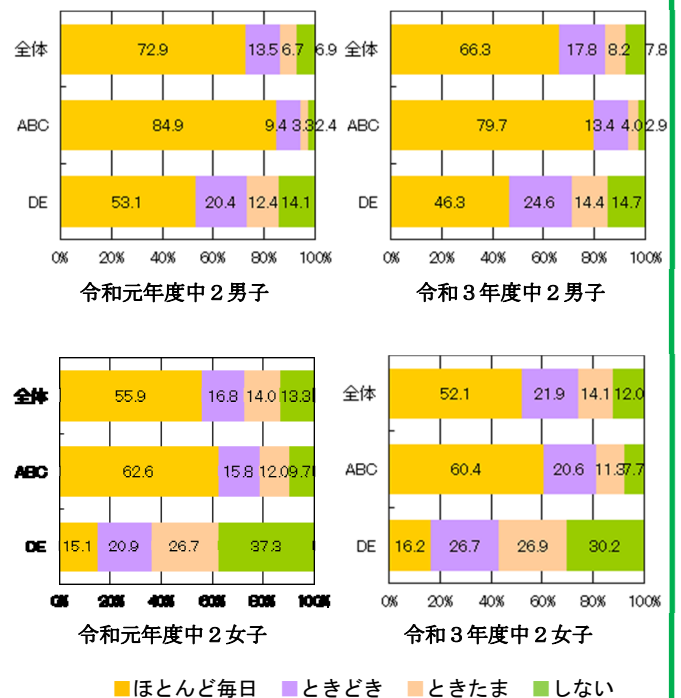 全体 72.9 13.5 6.7 6.9
ABC 84.9 9.4 3.3 2.4
DE 53.1 20.4 12.4 14.1
0% 20% 40% 60% 80% 100%
令和元年度中２男子
全体 66.3 17.8 8.2 7.8
ABC 79.7 13.4 4.0 2.9
DE 46.3 24.6 14.4 14.7
0% 20% 40% 60% 80% 100%
令和３年度中２男子
全体 55.9 16.8 14.0 13.3
ABC 62.6 15.8 12.0 9.7
DE 15.1 20.9 26.7 37.3
0% 20% 40% 60% 80% 100%
令和元年度中２女子
全体 52.1 21.9 14.1 12.0
ABC 60.4 20.6 11.3 7.7
DE 16.2 26.7 26.9 30.2
0% 20% 40% 60% 80% 100%
令和３年度中２女子
ほとんど毎日 ときどき ときたま しない